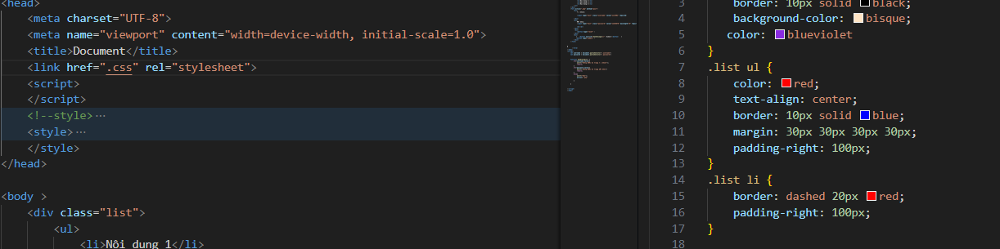 <head>
<meta charset="UTF-8">
<meta name="viewport" content="width=device-width, initial-scale=1.0">
<title>Document</title>
<link href=".css" rel="stylesheet">
<script>
</script>
<!--style>…
<style>…
</style>
</head>
<body >
<div class="list">
<ul>
<li>Nội dung 1</li>
3 border: 10px solid black;
4 background-color: bisque;
5 color: blueviolet
6 }
7 .list ul {
8 color: red;
9 text-align: center;
10 border: 10px solid blue;
11 margin: 30px 30px 30px 30px;
12 padding-right: 100px;
13 }
14 .list li {
15 border: dashed 20px red;
16 padding-right: 100px;
17 }
18